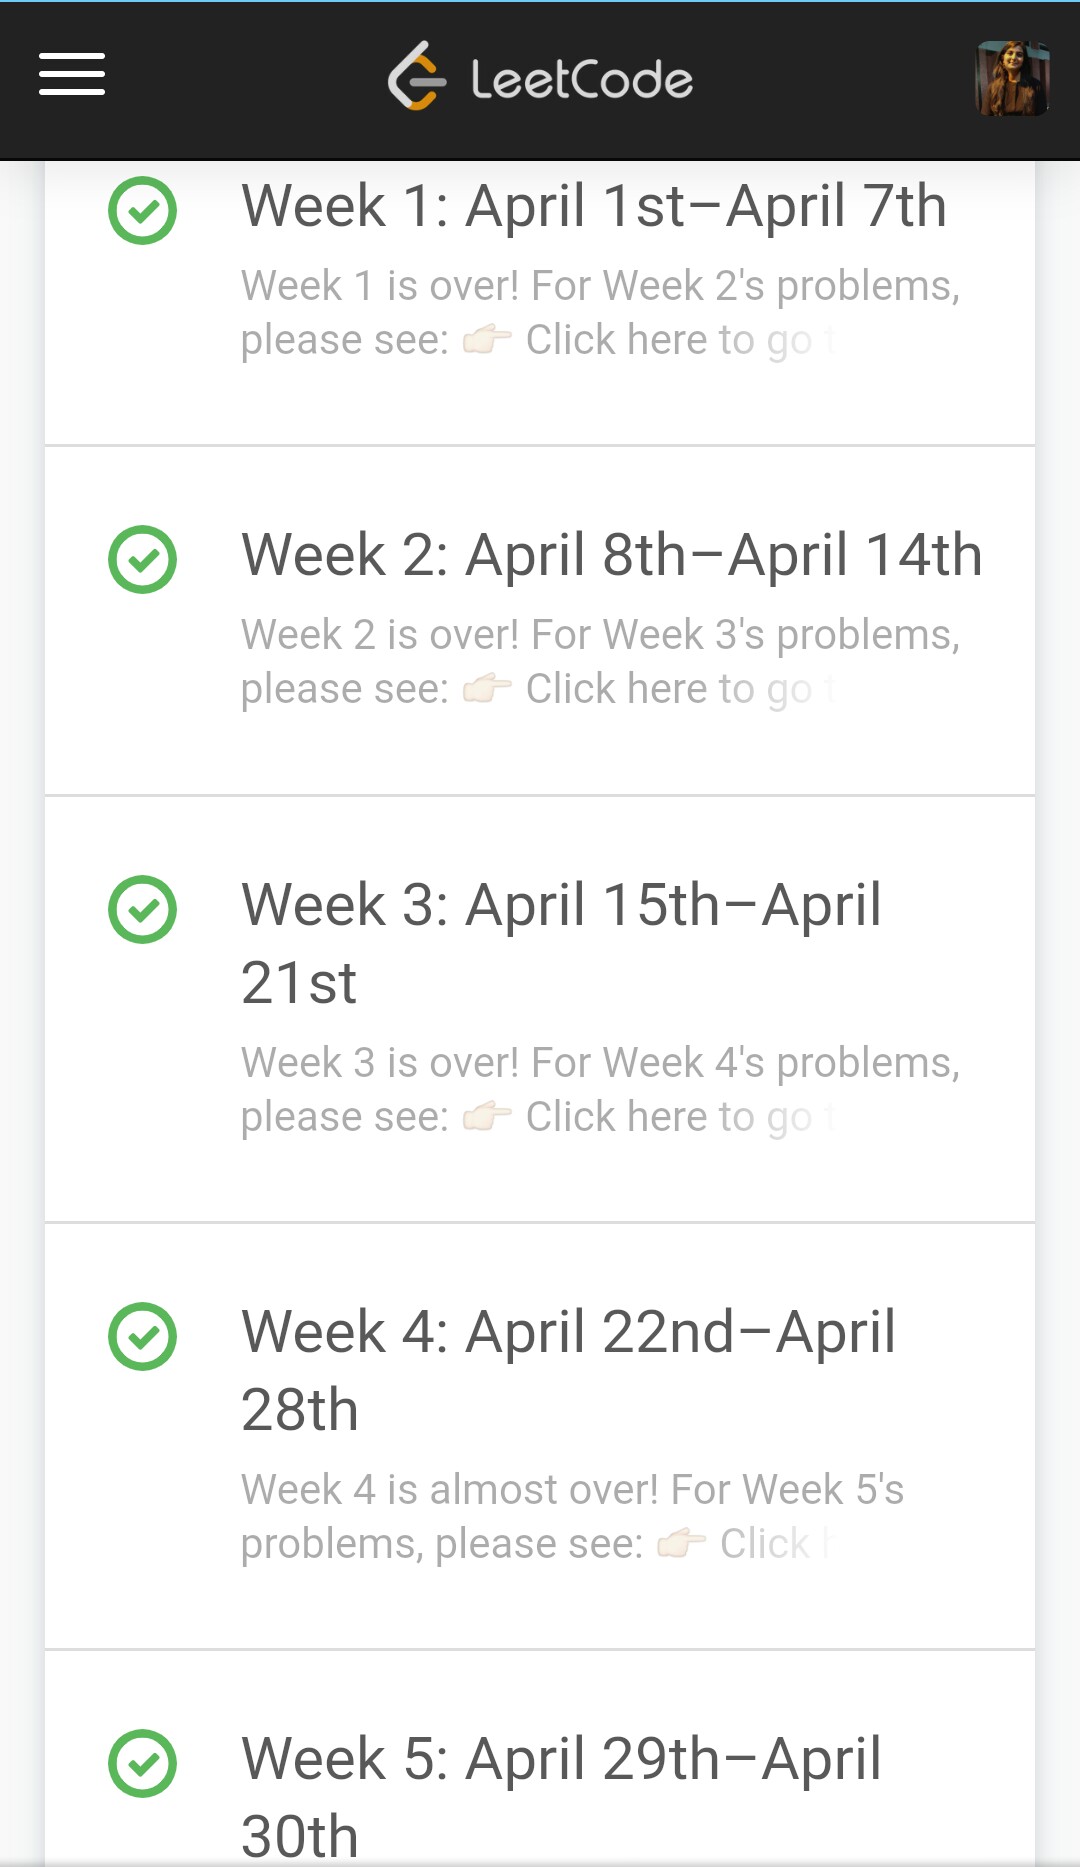 LeetCode
Week 1: April 1st–April 7th
Week 1 is over! For Week 2's problems,
please see: 👉🏻 Click here to go t
Week 2: April 8th–April 14th
Week 2 is over! For Week 3's problems,
please see: 👉🏻 Click here to go t
Week 3: April 15th–April
21st
Week 3 is over! For Week 4's problems,
please see: 👉🏻 Click here to go t
Week 4: April 22nd–April
28th
Week 4 is almost over! For Week 5's
problems, please see: 👉🏻 Click h
Week 5: April 29th–April
30th